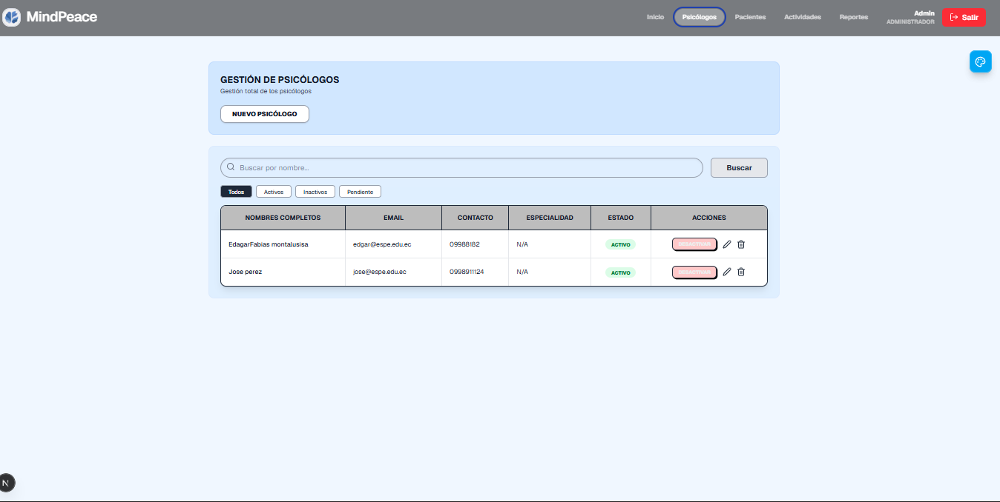 MindPeace
Inicio Psicólogos Pacientes Actividades Reportes Admin ADMINISTRADOR Salir
GESTIÓN DE PSICÓLOGOS
Gestión total de los psicólogos
NUEVO PSICÓLOGO
Buscar por nombre... Buscar
Todos Activos Inactivos Pendiente
NOMBRES COMPLETOS EMAIL CONTACTO ESPECIALIDAD ESTADO ACCIONES
EdagarFabias montalusisa edgar@espe.edu.ec 09988182 N/A ACTIVO DESACTIVAR
Jose perez jose@espe.edu.ec 0998911124 N/A ACTIVO DESACTIVAR
N